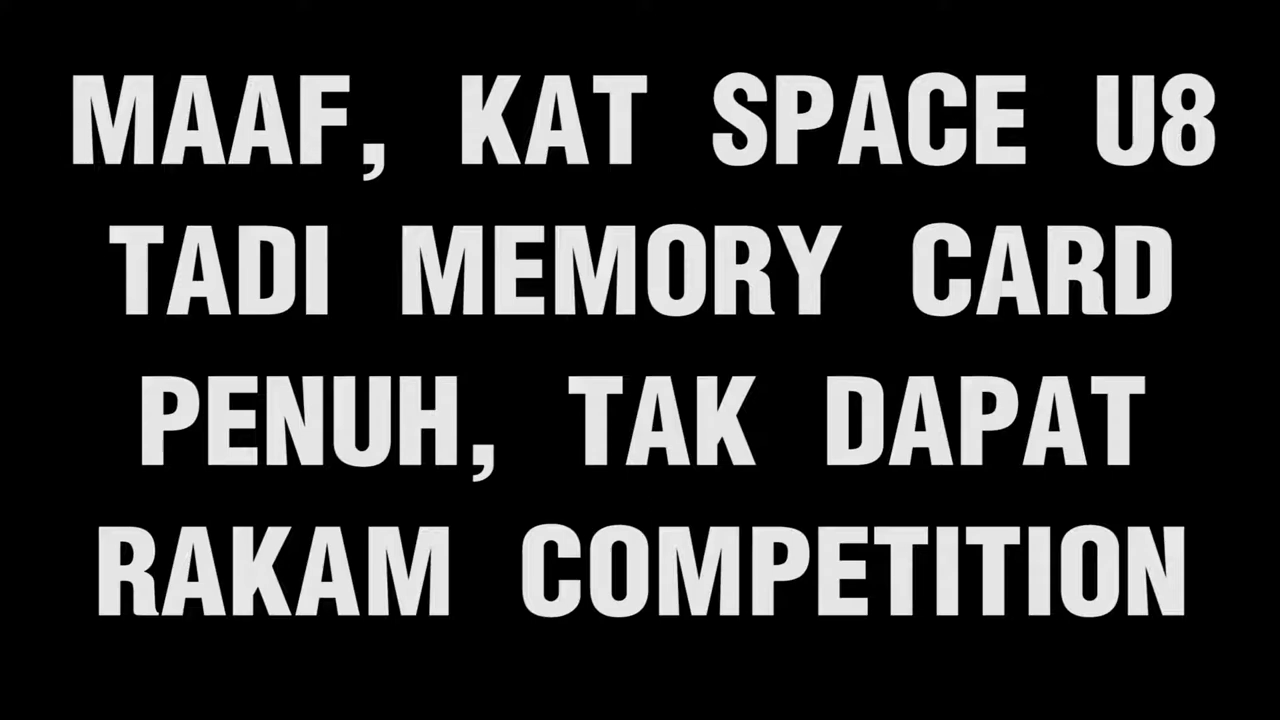 MAAF, KAT SPACE U8
TADI MEMORY CARD
PENUH, TAK DAPAT
RAKAM COMPETITION